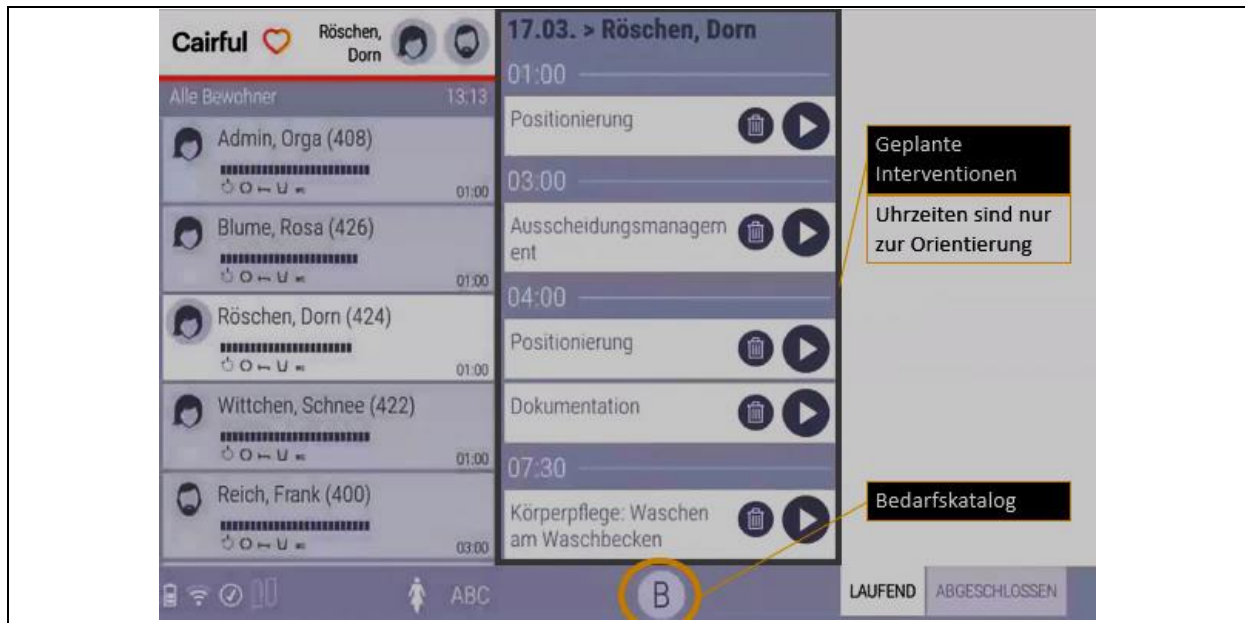 Cairful
Röschen,
Dorn
Alle Bewohner 13:13
Admin, Orga (408)
01:00
Blume, Rosa (426)
01:00
Röschen, Dorn (424)
01:00
Wittchen, Schnee (422)
01:00
Reich, Frank (400)
03:00
ABC
17.03. > Röschen, Dorn
01:00
Positionierung
03:00
Ausscheidungsmanagem
ent
04:00
Positionierung
Dokumentation
07:30
Körperpflege: Waschen
am Waschbecken
B
Geplante
Interventionen
Uhrzeiten sind nur
zur Orientierung
Bedarfskatalog
LAUFEND ABGESCHLOSSEN